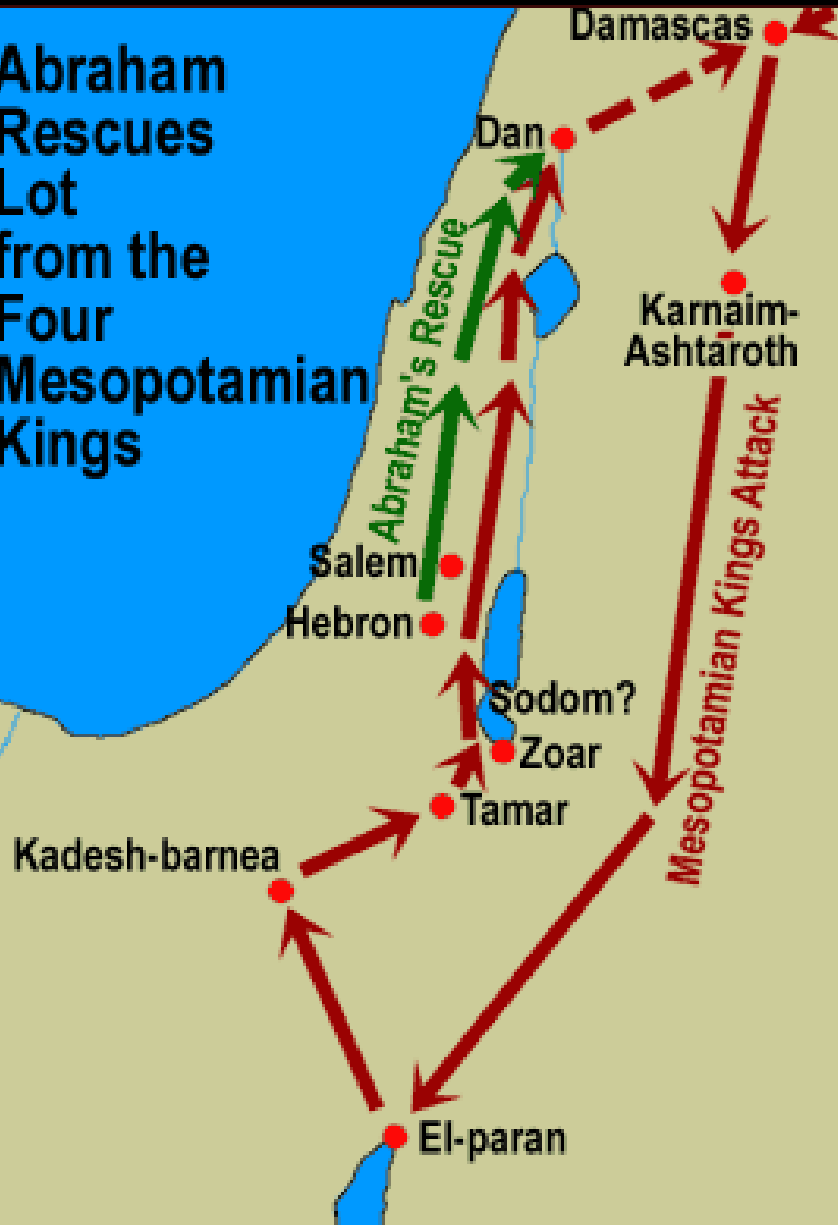 Abraham
Rescues
Lot
from the
Four
Mesopotamian
Kings
Damascas
Dan
Karnaim-
Ashtaroth
Abraham's Rescue
Mesopotamian Kings Attack
Salem
Hebron
Sodom?
Zoar
Tamar
Kadesh-barnea
El-paran